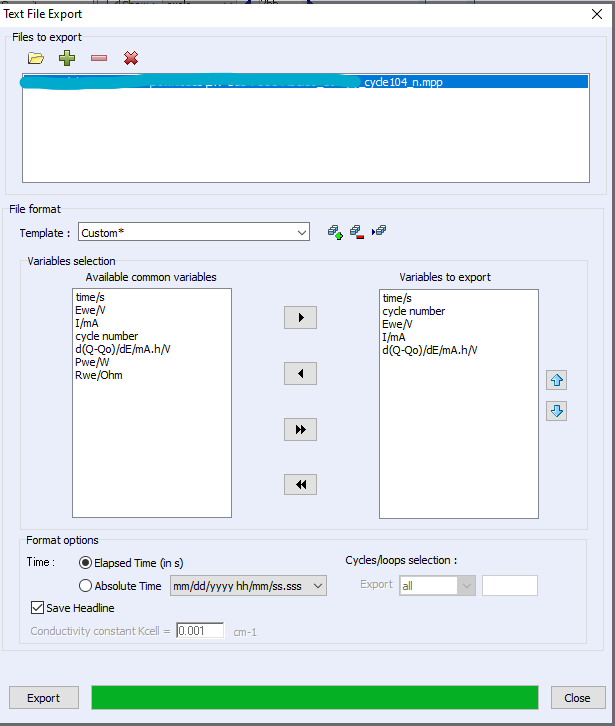 Text File Export
Files to export
_cycle104_n.mpp
File format
Template : Custom*
Variables selection
Available common variables
time/s
Ewe/V
I/mA
cycle number
d(Q-Qo)/dE/mA.h/V
Pwe/W
Rwe/Ohm
Variables to export
time/s
cycle number
Ewe/V
I/mA
d(Q-Qo)/dE/mA.h/V
Format options
Time : Elapsed Time (in s)
Absolute Time mm/dd/yyyy hh/mm/ss.sss
Save Headline
Conductivity constant Kcell = 0.001 cm-1
Cycles/loops selection :
Export all
Export
Close